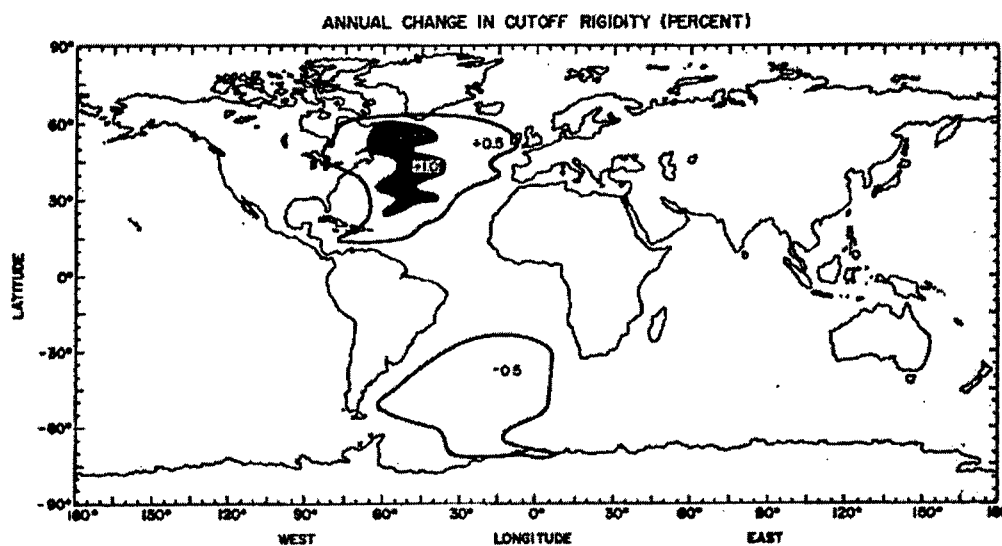 ANNUAL CHANGE IN CUTOFF RIGIDITY (PERCENT)
90°
60°
30°
0°
-30°
-60°
-90°
LATITUDE
+0.5
+1.0
-0.5
180° 150° 120° 90° 60° 30° 0° 30° 60° 90° 120° 150° 180
WEST LONGITUDE EAST